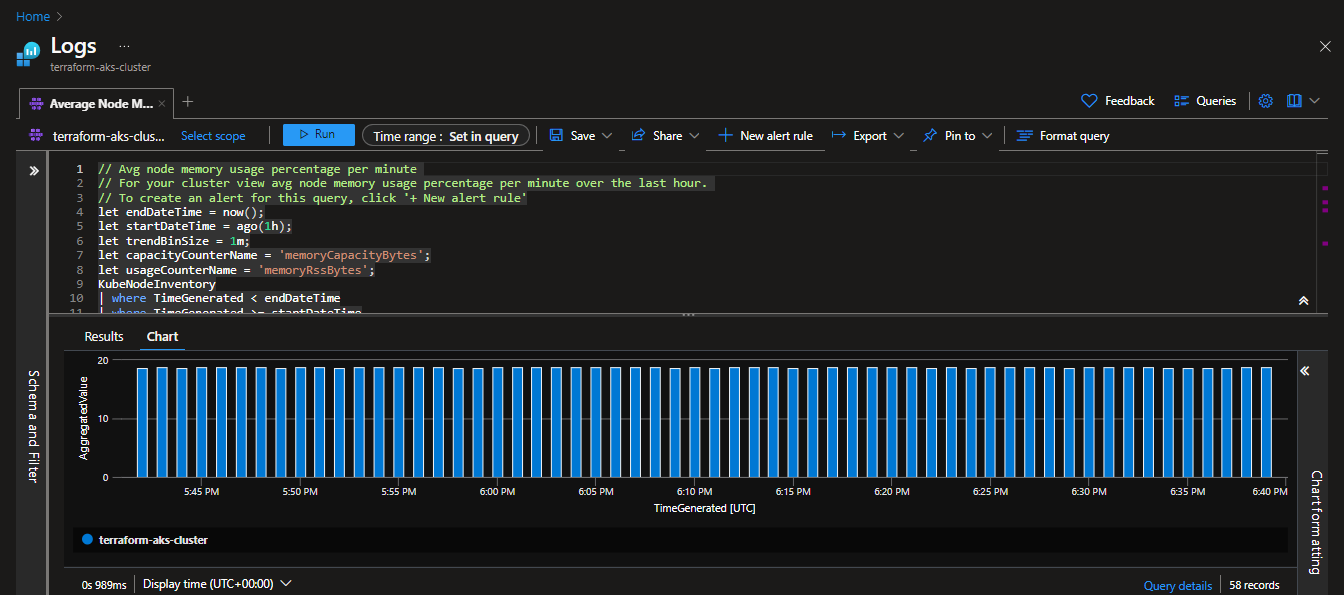 Home
Logs ...
terraform-aks-cluster
Average Node M...
Feedback
Queries
terraform-aks-clus...
Select scope
Run
Time range : Set in query
Save
Share
New alert rule
Export
Pin to
Format query
1 // Avg node memory usage percentage per minute
2 // For your cluster view avg node memory usage percentage per minute over the last hour.
3 // To create an alert for this query, click '+ New alert rule'
4 let endDateTime = now();
5 let startDateTime = ago(1h);
6 let trendBinSize = 1m;
7 let capacityCounterName = 'memoryCapacityBytes';
8 let usageCounterName = 'memoryRssBytes';
9 KubeNodeInventory
10 | where TimeGenerated < endDateTime
11 | where TimeGenerated >= startDateTime
Schema and Filter
Results
Chart
AggregatedValue
20
10
0
5:45 PM
5:50 PM
5:55 PM
6:00 PM
6:05 PM
6:10 PM
6:15 PM
6:20 PM
6:25 PM
6:30 PM
6:35 PM
6:40 PM
TimeGenerated [UTC]
terraform-aks-cluster
Chart formatting
0s 989ms
Display time (UTC+00:00)
Query details
58 records